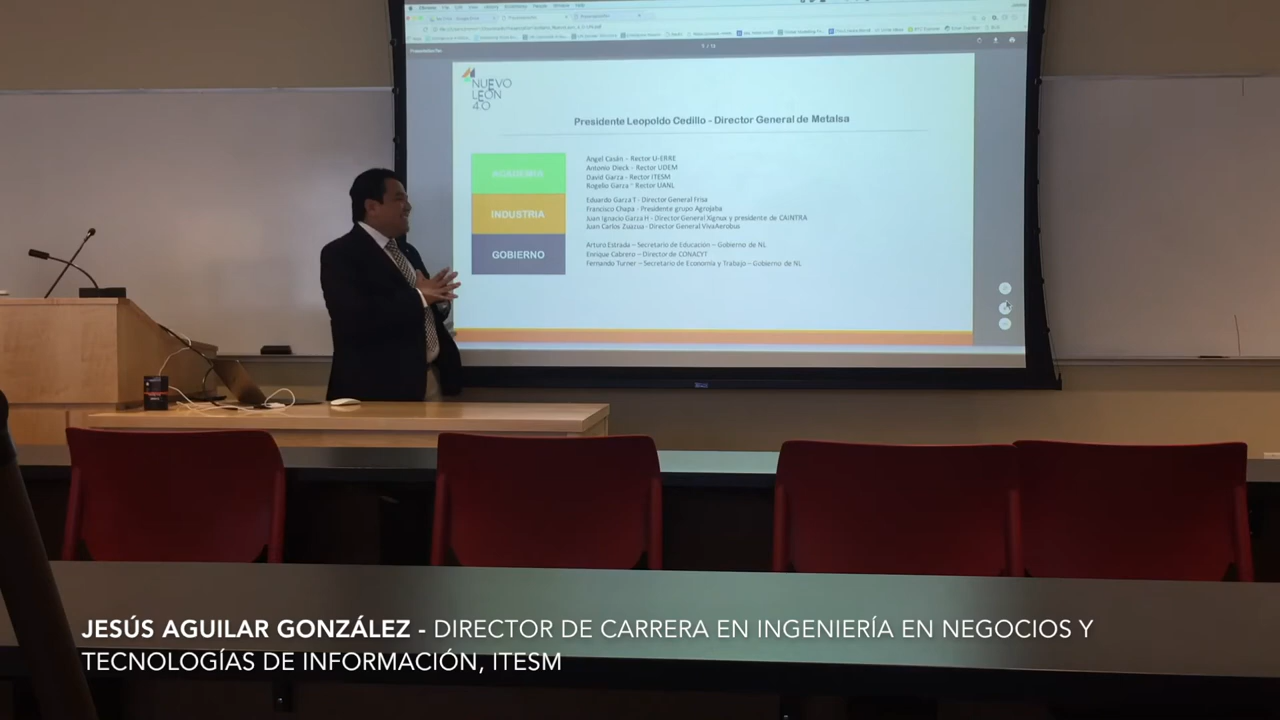 1 / 13
NUEVO
LEÓN
4.0
Presidente Leopoldo Cedillo - Director General de Metalsa
ACADEMIA
Angel Casán – Rector U-ERRE
Antonio Dieck - Rector UDEM
David Garza - Rector ITESM
Rogelio Garza - Rector UANL
INDUSTRIA
Eduardo Garza T - Director General Frisa
Francisco Chapa - Presidente grupo Agrojaba
Juan Ignacio Garza H - Director General Xignux y presidente de CAINTRA
Juan Carlos Zuazua - Director General VivaAerobus
GOBIERNO
Arturo Estrada – Secretario de Educación – Gobierno de NL
Enrique Cabrero – Director de CONACYT
Fernando Turner – Secretario de Economía y Trabajo – Gobierno de NL
JESÚS AGUILAR GONZÁLEZ - DIRECTOR DE CARRERA EN INGENIERÍA EN NEGOCIOS Y
TECNOLOGÍAS DE INFORMACIÓN, ITESM